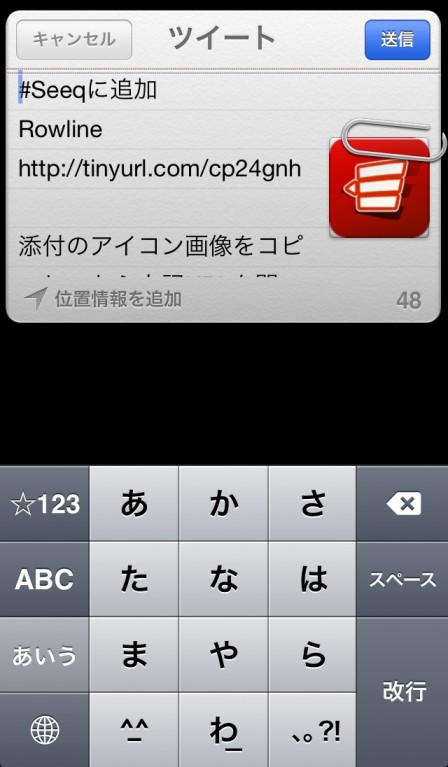 キャンセル ツイート 送信
#Seeqに追加
Rowline
http://tinyurl.com/cp24gnh
添付のアイコン画像をコピ
位置情報を追加 48
☆123 あ か さ
ABC た な は スペース
あいう ま や ら 改行
^_^ わ 、。?!